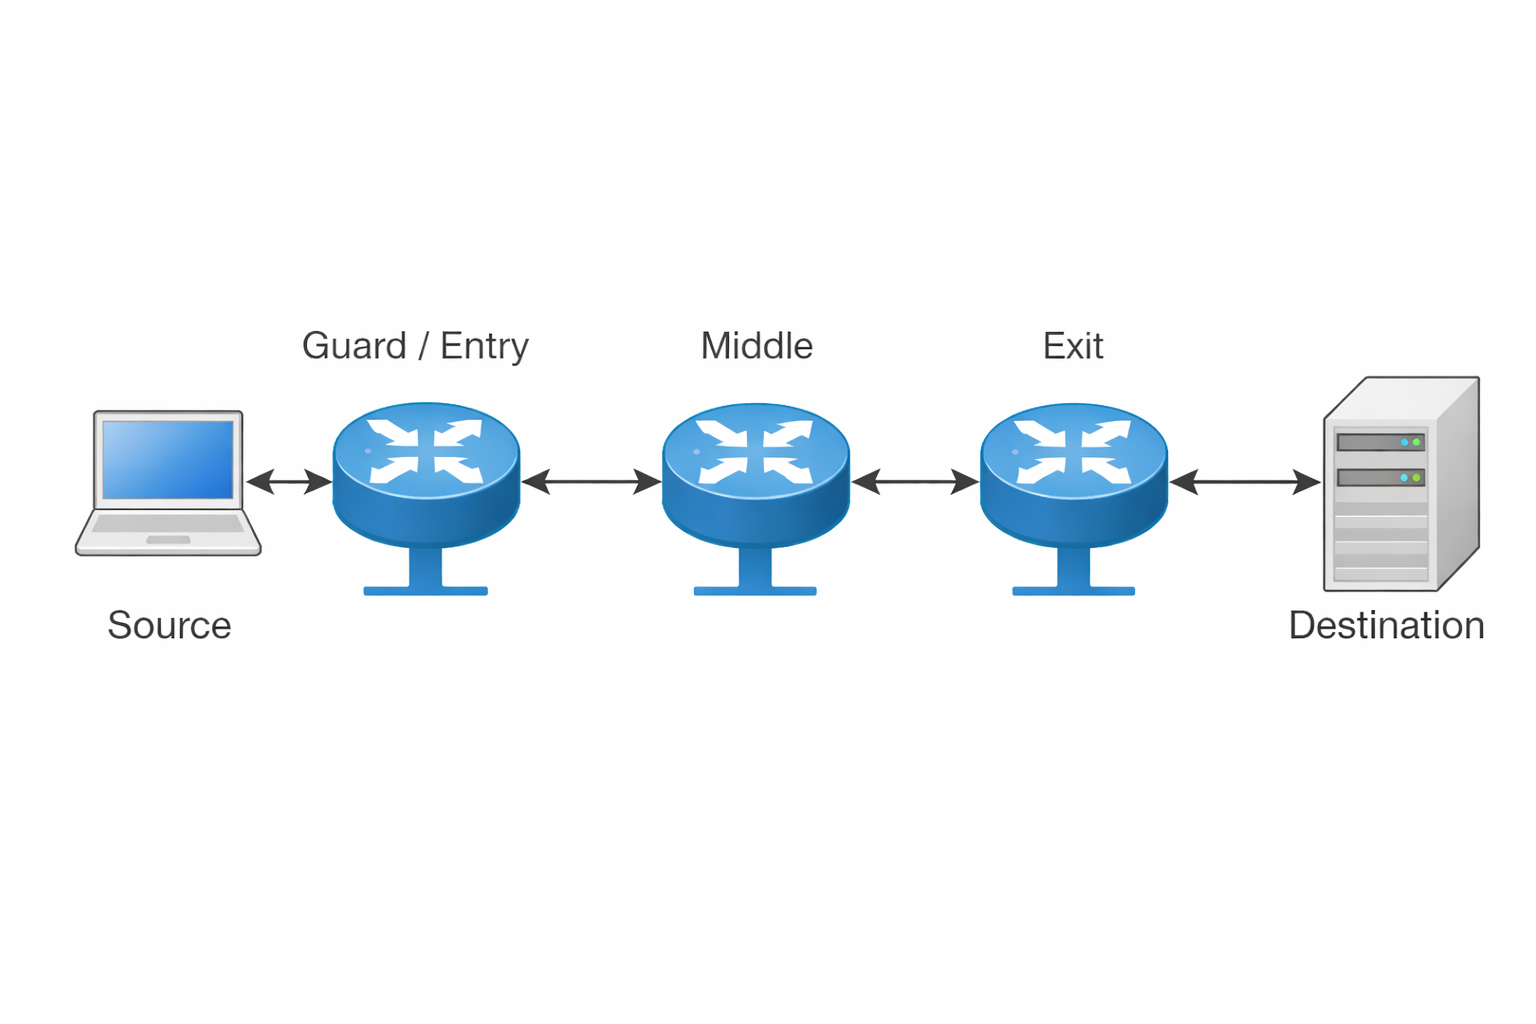 Guard / Entry
Middle
Exit
Source
Destination